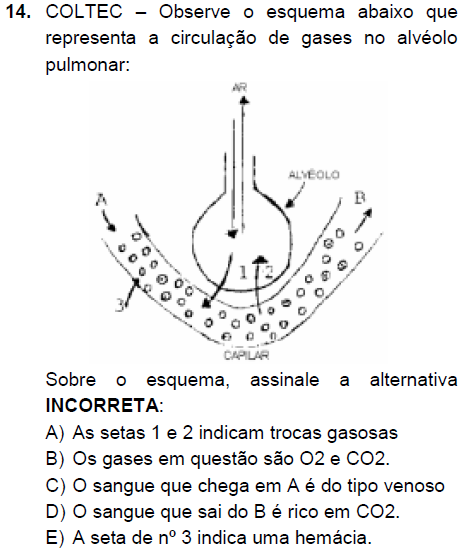 14. COLTEC – Observe o esquema abaixo que
representa a circulação de gases no alvéolo
pulmonar:
AR
ALVÉOLO
A
B
1
2
3
CAPILAR
Sobre o esquema, assinale a alternativa
INCORRETA:
A) As setas 1 e 2 indicam trocas gasosas
B) Os gases em questão são O2 e CO2.
C) O sangue que chega em A é do tipo venoso
D) O sangue que sai do B é rico em CO2.
E) A seta de nº 3 indica uma hemácia.